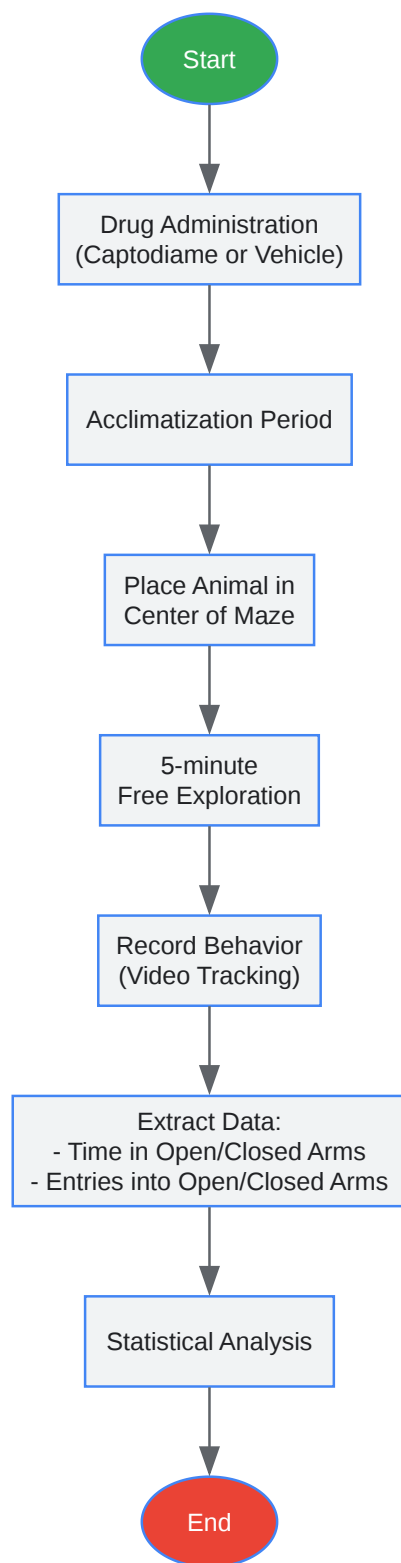 Start
Drug Administration
(Captodiame or Vehicle)
Acclimatization Period
Place Animal in
Center of Maze
5-minute
Free Exploration
Record Behavior
(Video Tracking)
Extract Data:
- Time in Open/Closed Arms
- Entries into Open/Closed Arms
Statistical Analysis
End